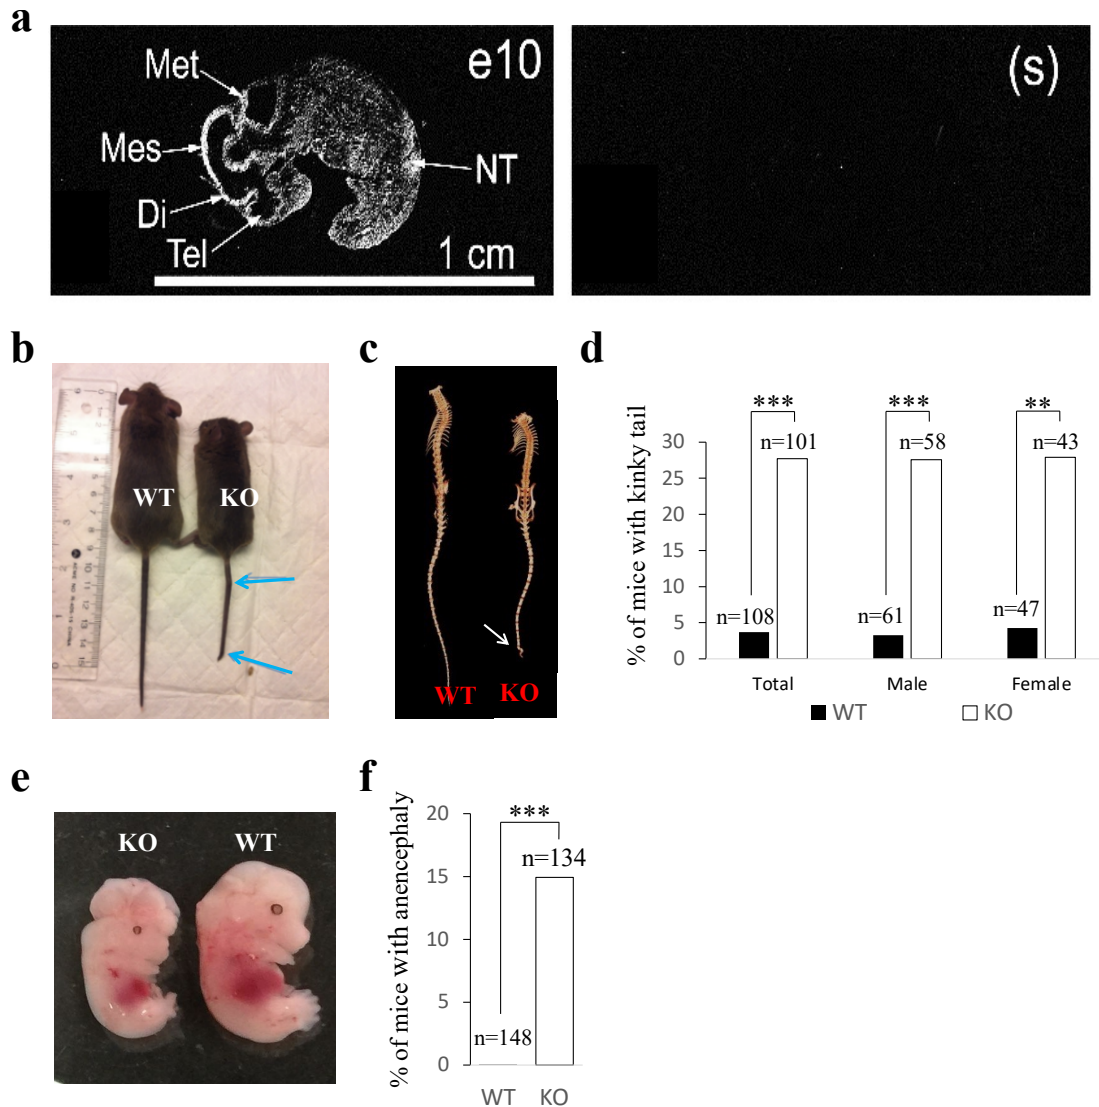 a
Met
e10
Mes
NT
Di
Tel
1 cm
(s)
b
WT
KO
c
WT
KO
d
% of mice with kinky tail
***
***
**
30
25
20
15
10
5
0
n=101
n=58
n=43
n=108
n=61
n=47
Total
Male
Female
WT
KO
e
KO
WT
f
% of mice with anencephaly
***
20
15
10
5
0
n=134
n=148
WT
KO